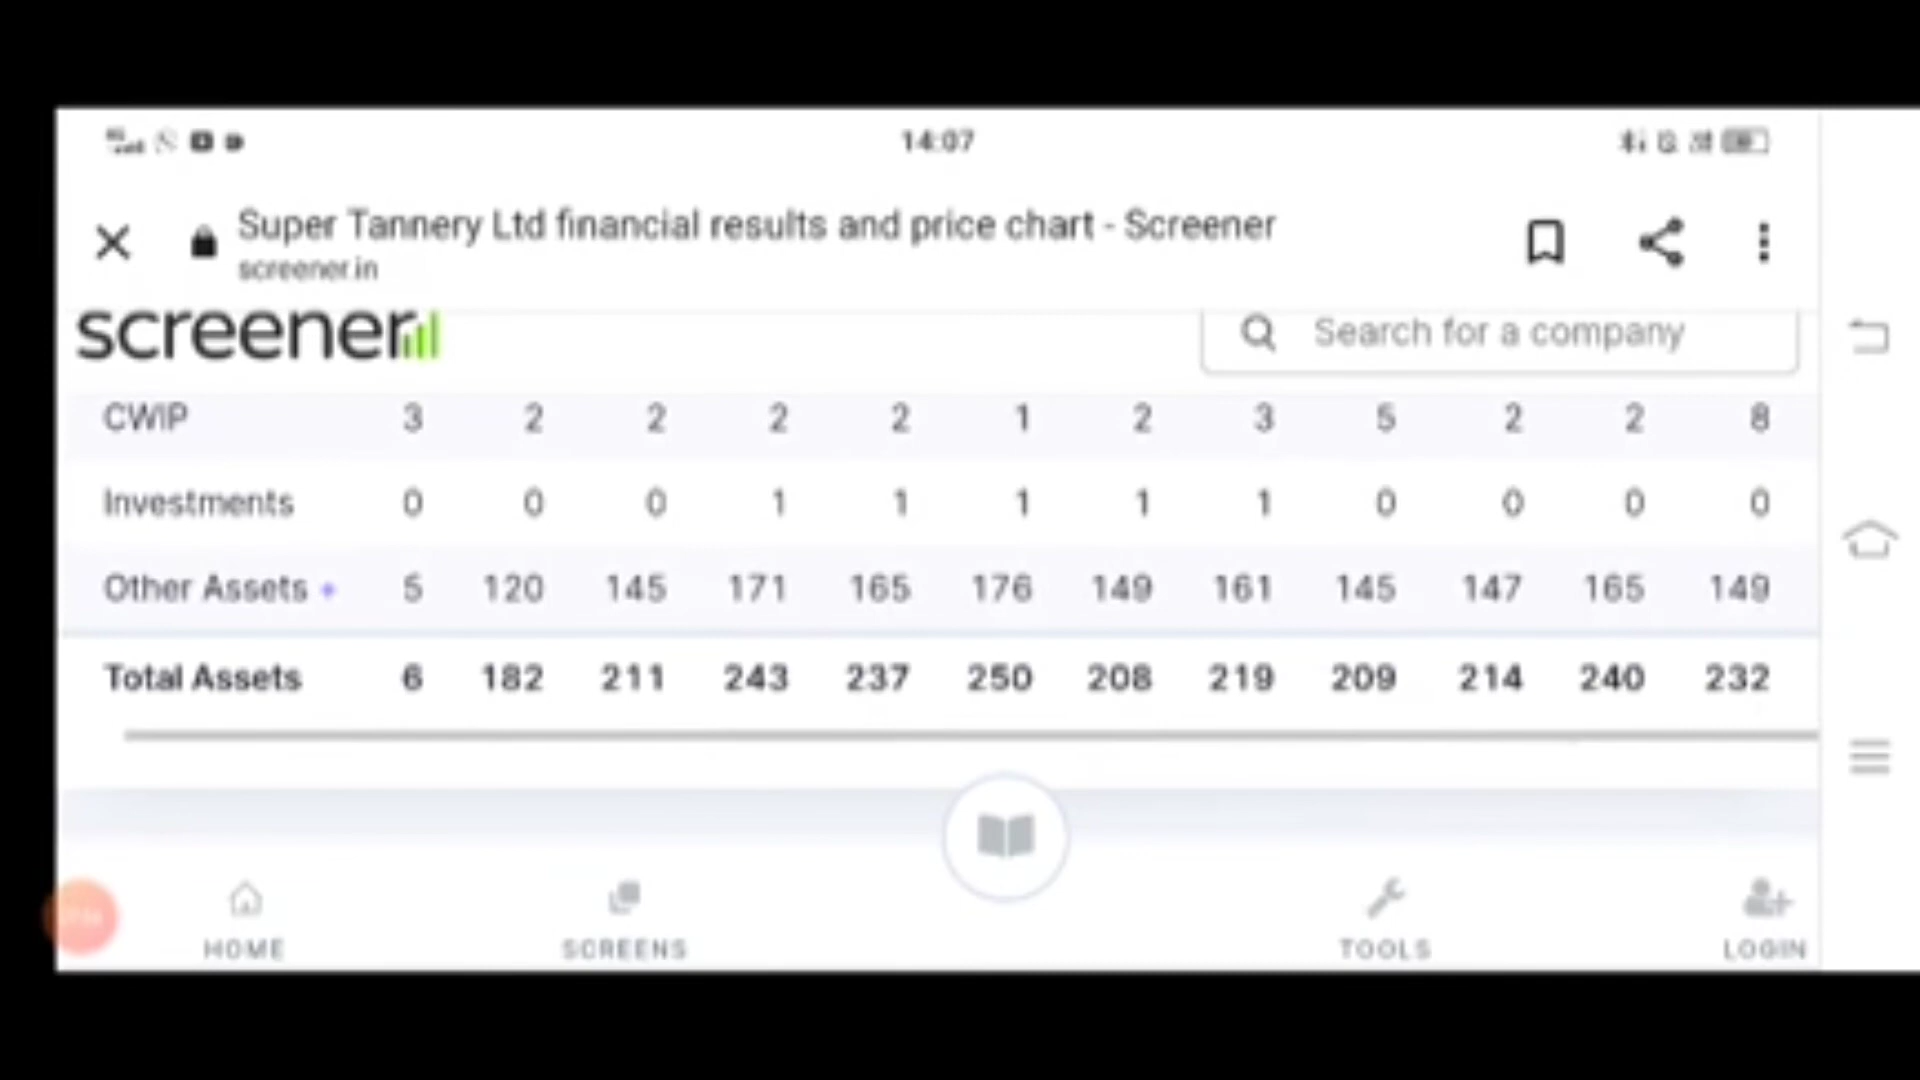 14:07
Super Tannery Ltd financial results and price chart - Screener
screener.in
screener
Search for a company
CWIP 3 2 2 2 2 1 2 3 5 2 2 8
Investments 0 0 0 1 1 1 1 1 0 0 0 0
Other Assets + 5 120 145 171 165 176 149 161 145 147 165 149
Total Assets 6 182 211 243 237 250 208 219 209 214 240 232
HOME SCREENS TOOLS LOGIN